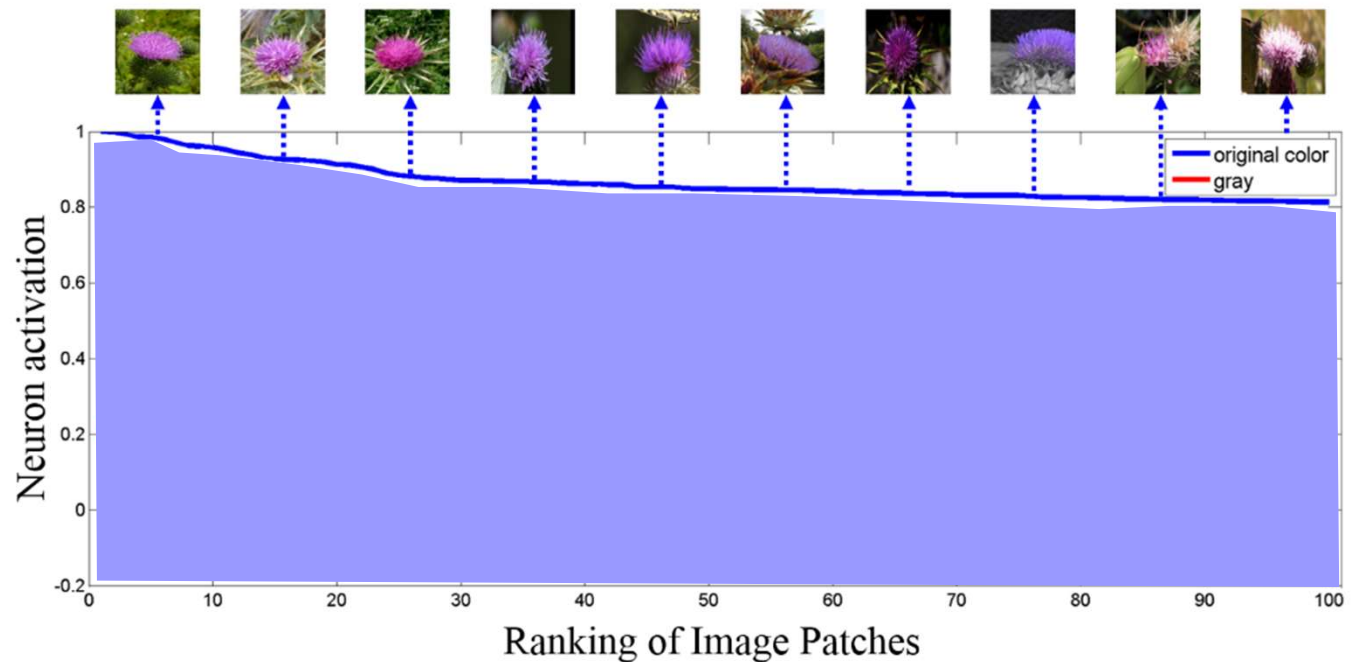 1
0.8
0.6
0.4
0.2
0
-0.2
Neuron activation
original color
gray
0 10 20 30 40 50 60 70 80 90 100
Ranking of Image Patches